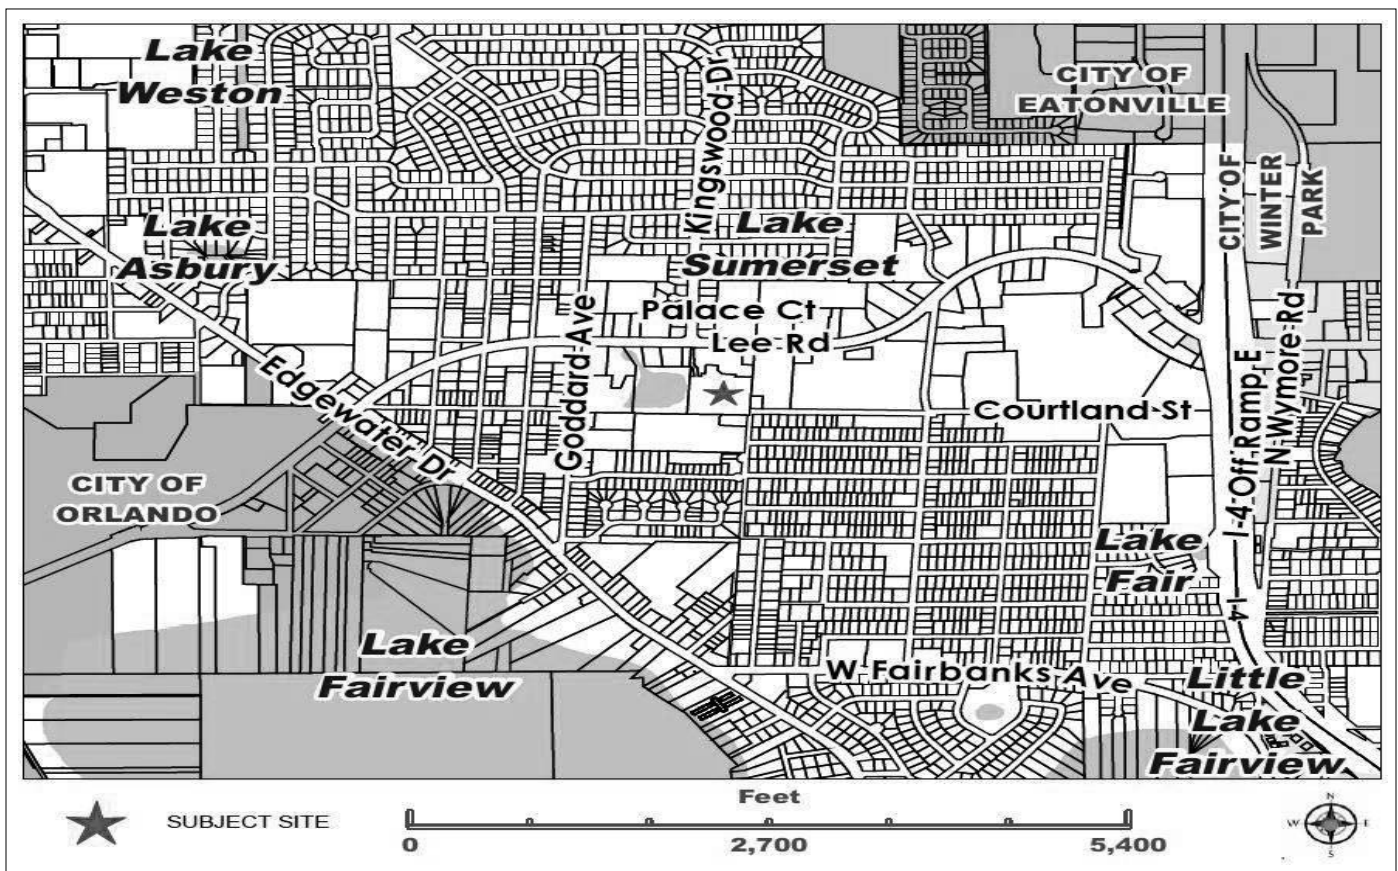 Lake
Weston
Kingswood Dr
CITY OF
EATONVILLE
Lake
Asbury
Lake
Sumerset
CITY OF
WINTER
PARK
Palace Ct
Lee Rd
Goddard Ave
Edgewater Dr
Courtland St
I-4 Off Ramp E
N Wymore Rd
CITY OF
ORLANDO
Lake
Fair
I-4
Lake
Fairview
W Fairbanks Ave
Little
Lake
Fairview
SUBJECT SITE
Feet
0 2,700 5,400
N
W E
S